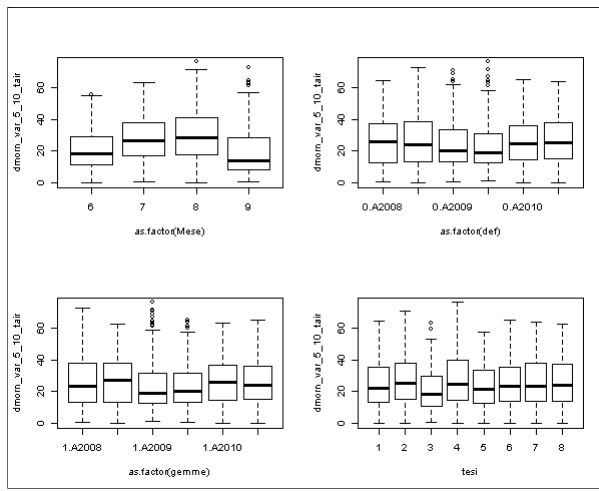 dmorn_var_5_10_tair
60
40
20
0
6 7 8 9
as.factor(Mese)
dmorn_var_5_10_tair
60
40
20
0
0.A2008 0.A2009 0.A2010
as.factor(def)
dmorn_var_5_10_tair
60
40
20
0
1.A2008 1.A2009 1.A2010
as.factor(gemme)
dmorn_var_5_10_tair
60
40
20
0
1 2 3 4 5 6 7 8
tesi